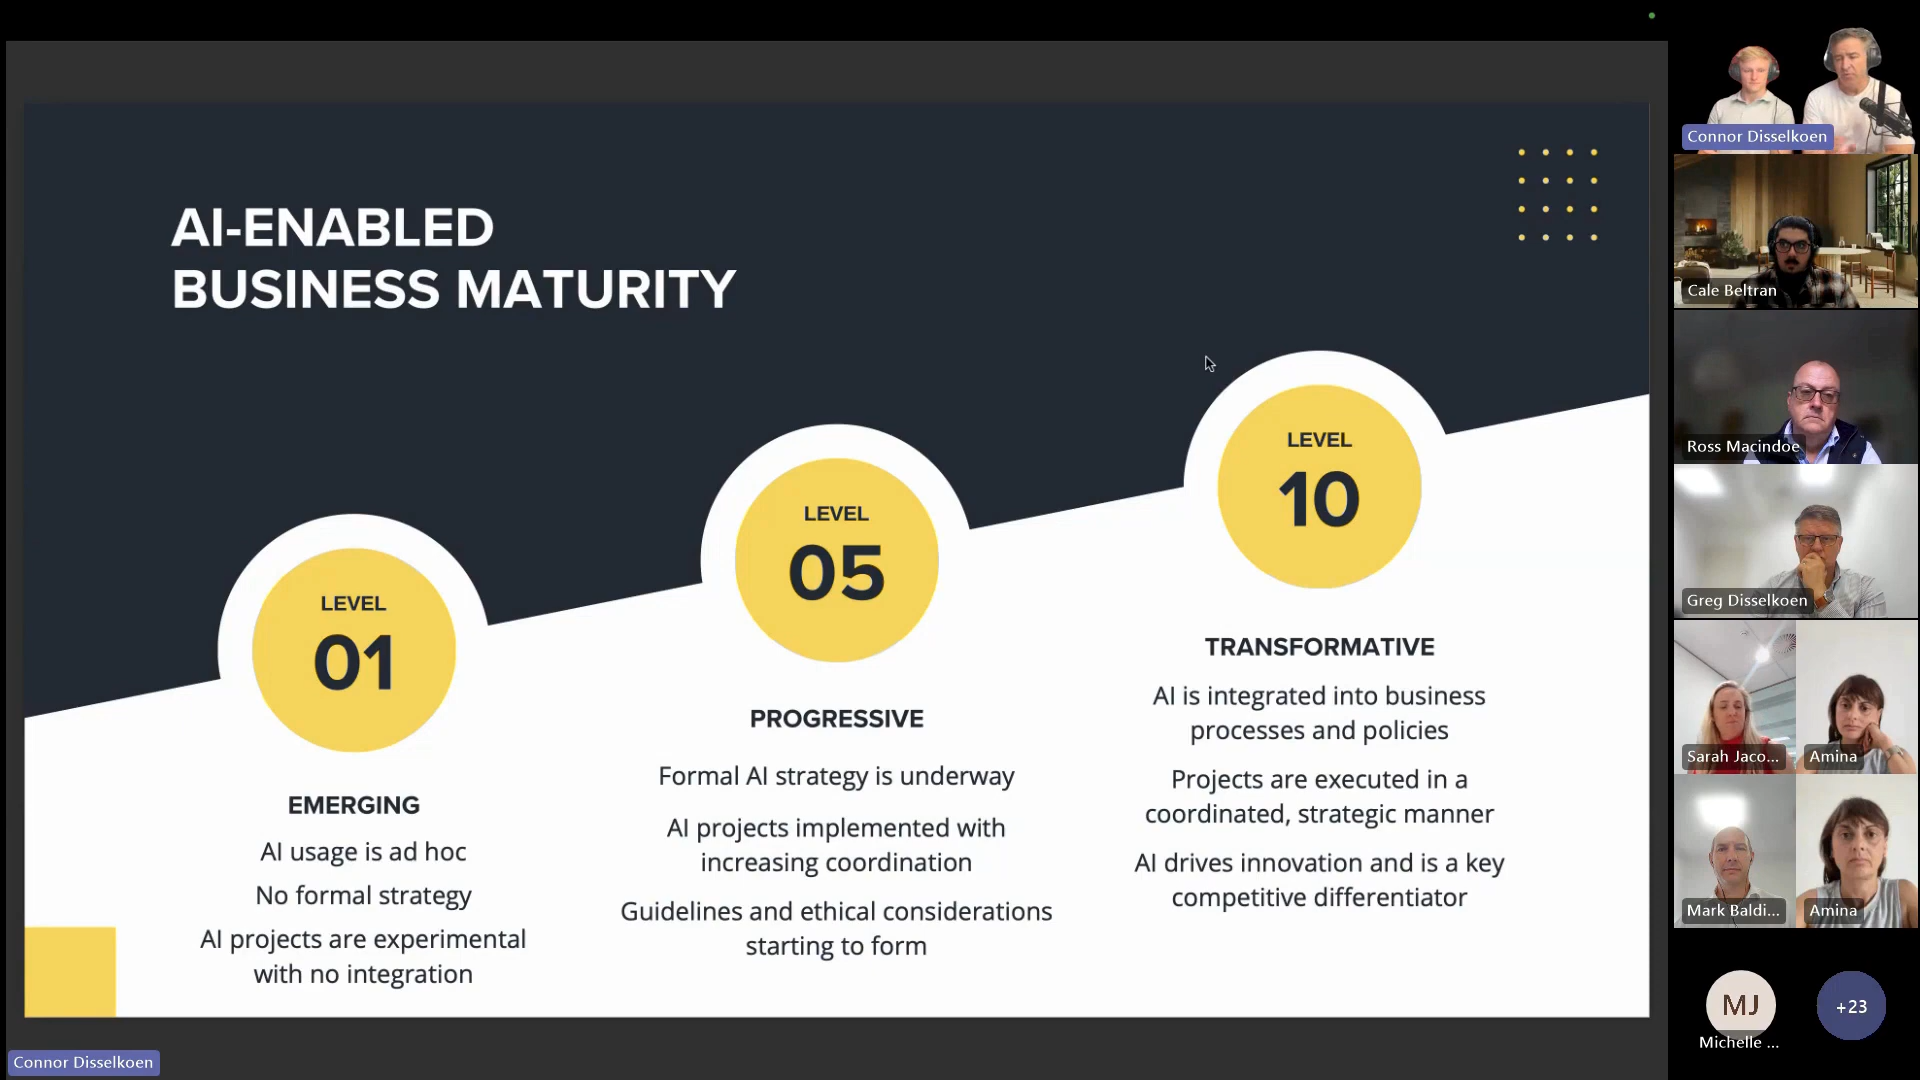 AI-ENABLED
BUSINESS MATURITY
LEVEL
01
EMERGING
AI usage is ad hoc
No formal strategy
AI projects are experimental
with no integration
LEVEL
05
PROGRESSIVE
Formal AI strategy is underway
AI projects implemented with
increasing coordination
Guidelines and ethical considerations
starting to form
LEVEL
10
TRANSFORMATIVE
AI is integrated into business
processes and policies
Projects are executed in a
coordinated, strategic manner
AI drives innovation and is a key
competitive differentiator
Connor Disselkoen
Connor Disselkoen
Cale Beltran
Ross Macindoe
Greg Disselkoen
Sarah Jaco...
Amina
Mark Baldi...
Amina
MJ
Michelle ...
+23